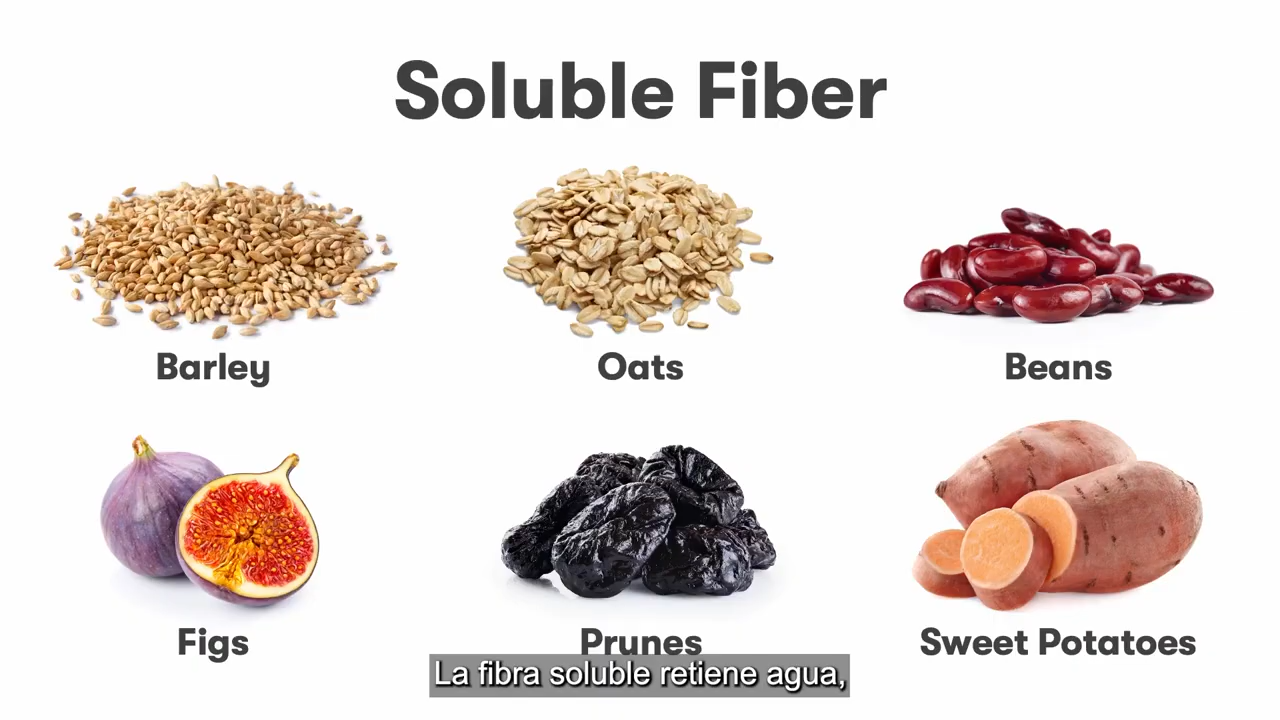 Soluble Fiber
Barley
Oats
Beans
Figs
Prunes
Sweet Potatoes
La fibra soluble retiene agua,